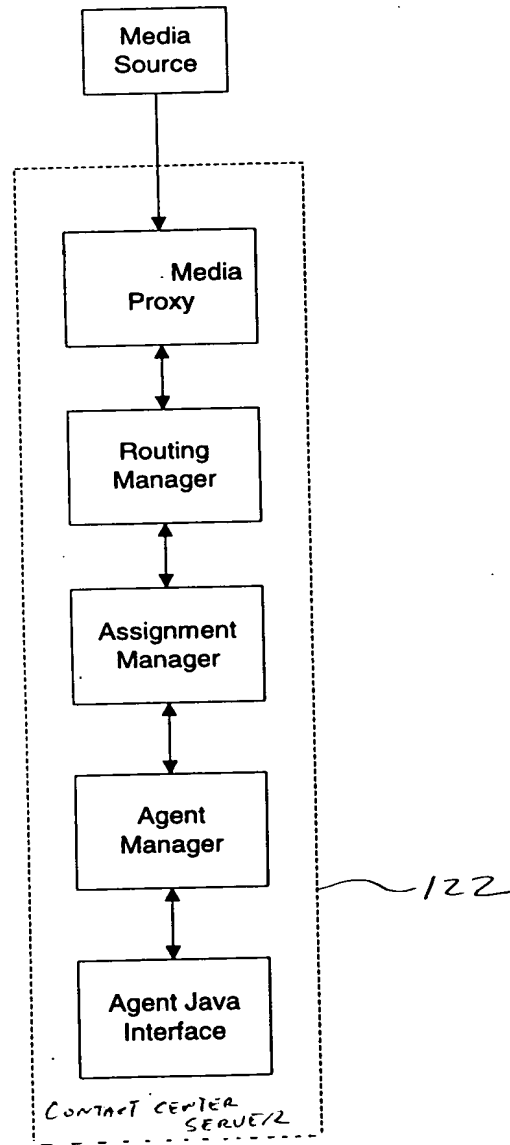 Media
Source
Media
Proxy
Routing
Manager
Assignment
Manager
Agent
Manager
122
Agent Java
Interface
CONTACT CENTER
SERVER